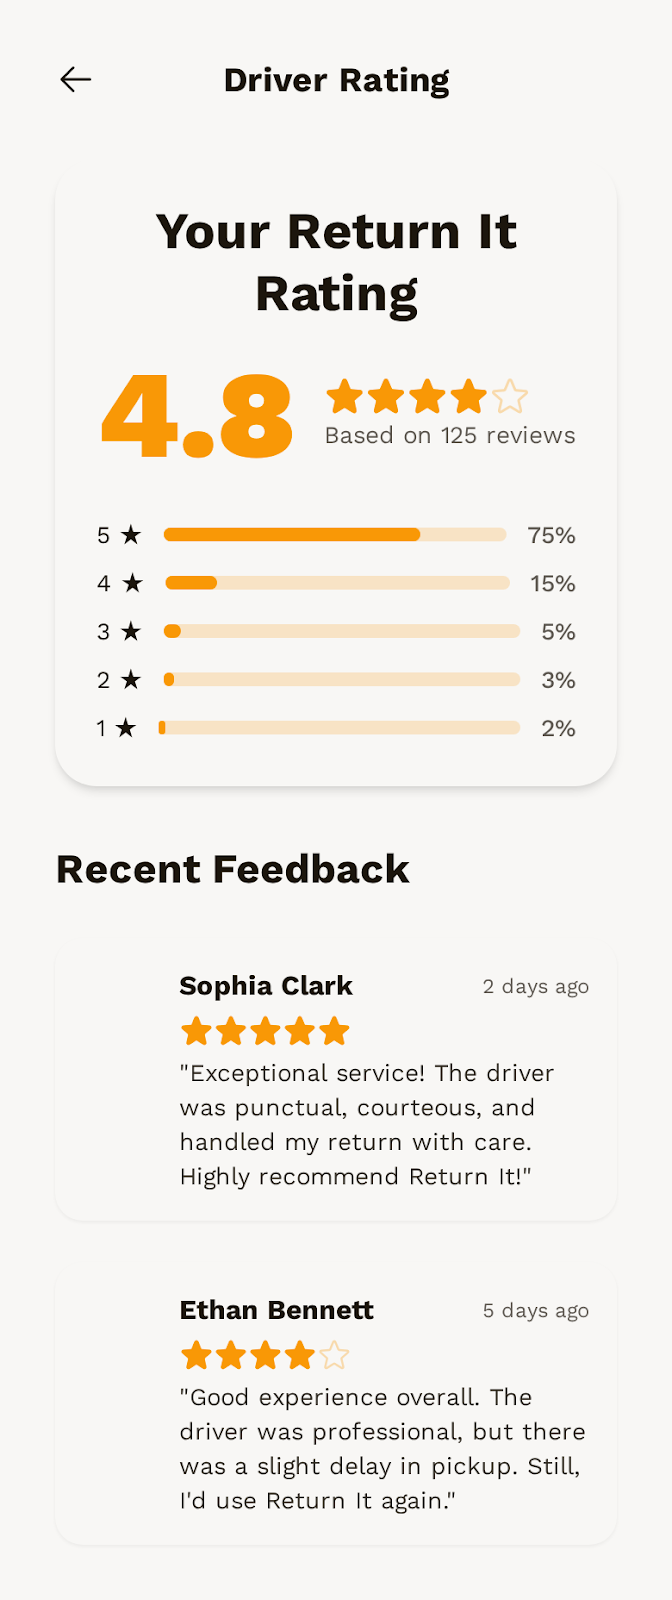 Driver Rating
Your Return It
Rating
4.8
Based on 125 reviews
5 ★ 75%
4 ★ 15%
3 ★ 5%
2 ★ 3%
1 ★ 2%
Recent Feedback
Sophia Clark 2 days ago
"Exceptional service! The driver
was punctual, courteous, and
handled my return with care.
Highly recommend Return It!"
Ethan Bennett 5 days ago
"Good experience overall. The
driver was professional, but there
was a slight delay in pickup. Still,
I'd use Return It again."